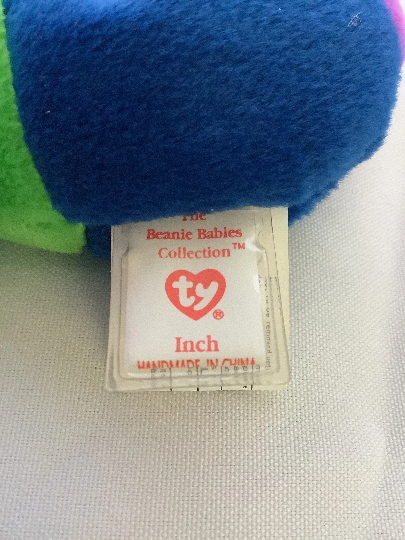 The
Beanie Babies
Collection™
ty®
Inch
HANDMADE IN CHINA